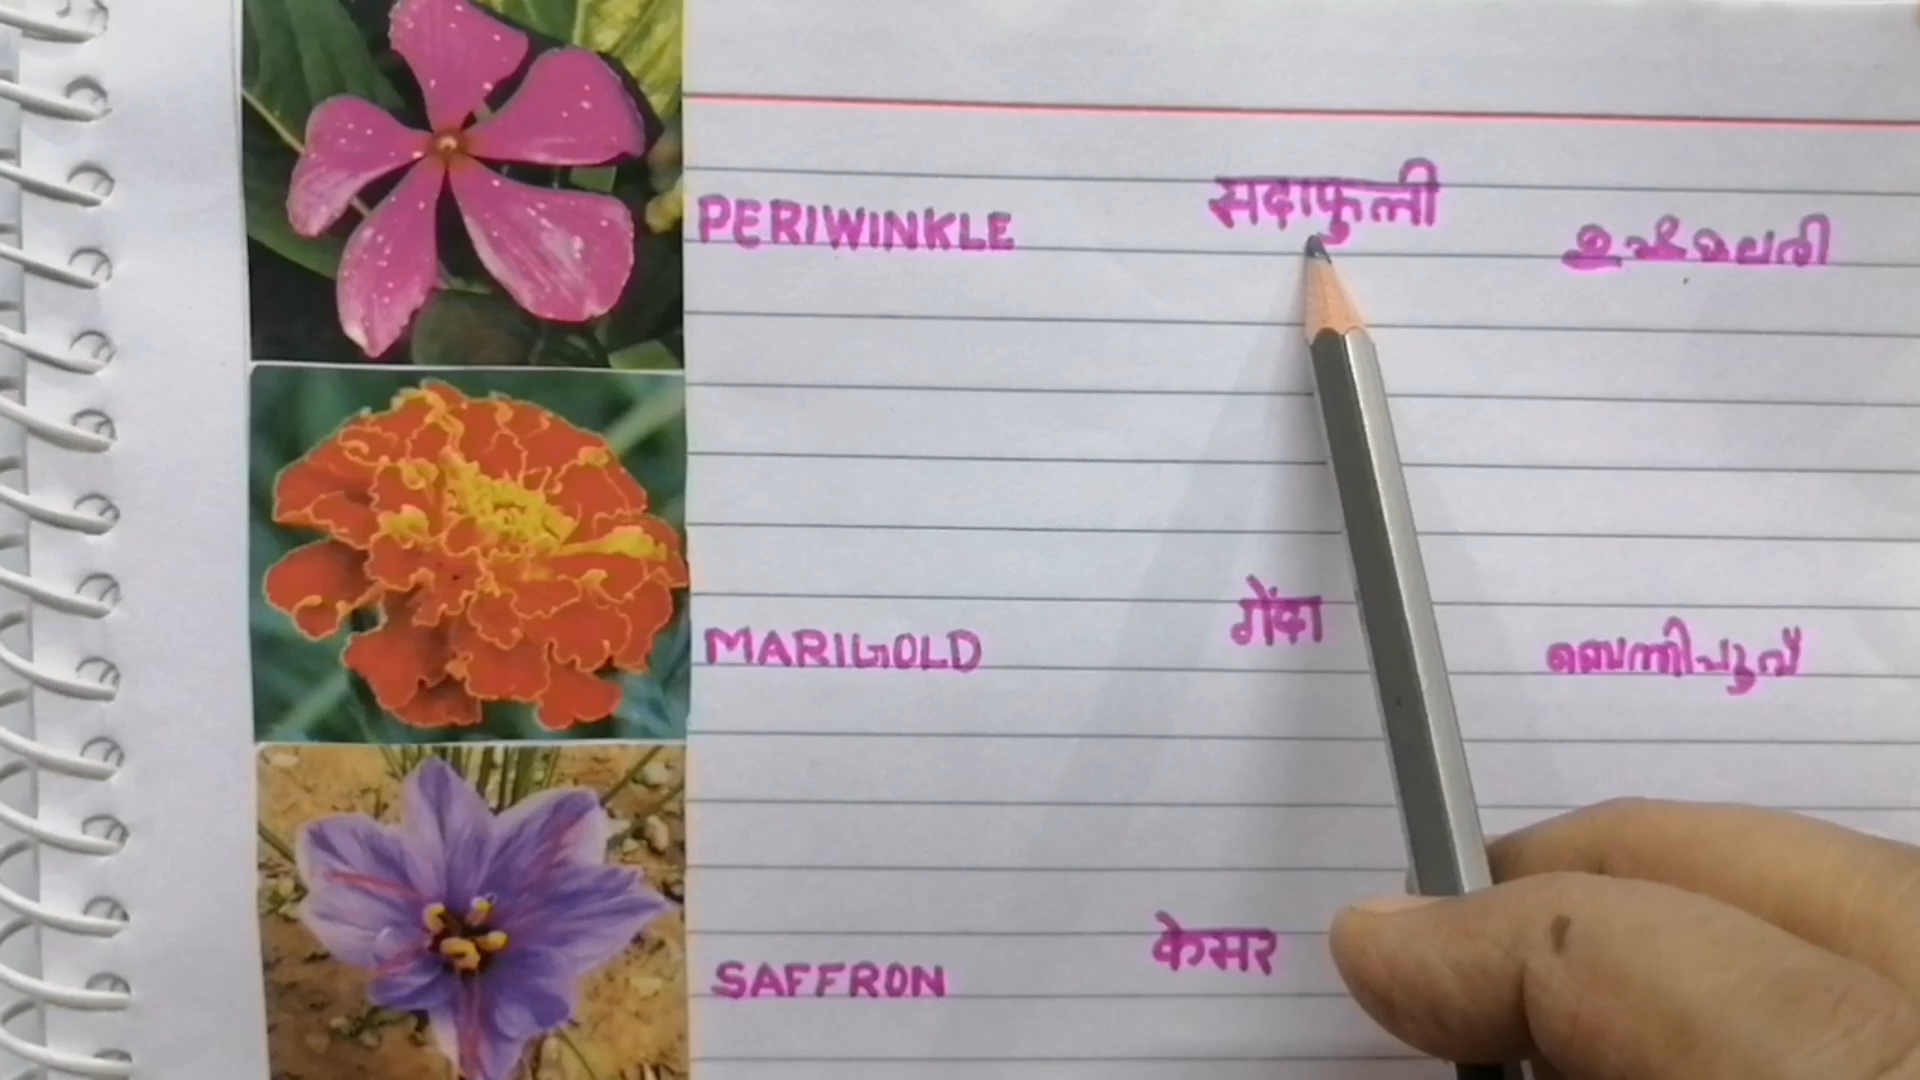 PERIWINKLE सदाफुली ഉഷമലരി
MARIGOLD गेंदा ബെന്തിപൂവ്
SAFFRON केसर